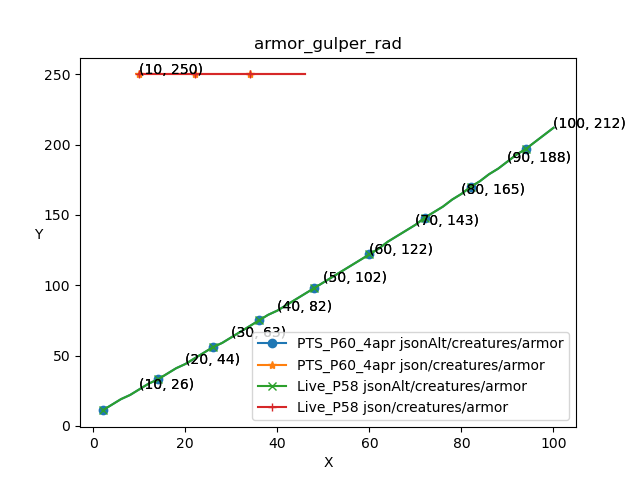 armor_gulper_rad
250
200
150
100
50
0
Y
(10, 250)
(100, 212)
(90, 188)
(80, 165)
(70, 143)
(60, 122)
(50, 102)
(40, 82)
(30, 63)
(20, 44)
(10, 26)
PTS_P60_4apr jsonAlt/creatures/armor
PTS_P60_4apr json/creatures/armor
Live_P58 jsonAlt/creatures/armor
Live_P58 json/creatures/armor
0 20 40 60 80 100
X